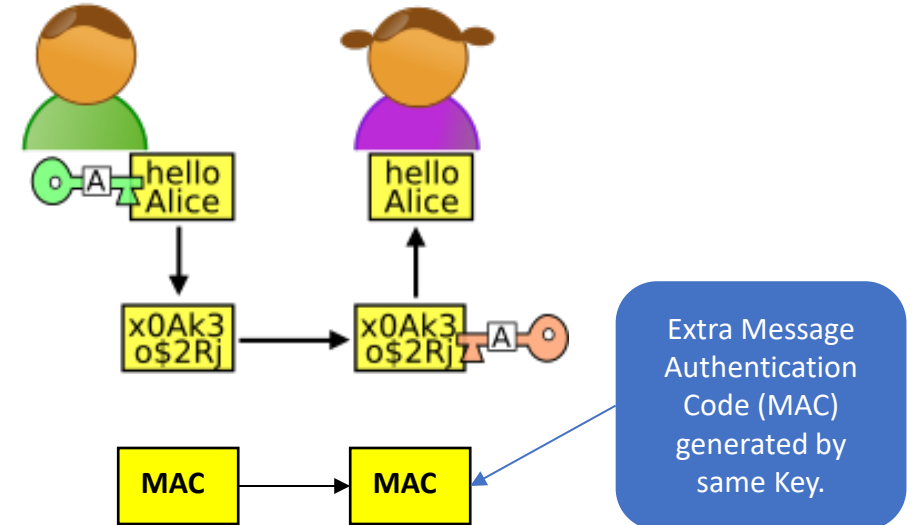 A
hello
Alice
hello
Alice
x0Ak3
o$2Rj
x0Ak3
o$2Rj
A
MAC
MAC
Extra Message
Authentication
Code (MAC)
generated by
same Key.